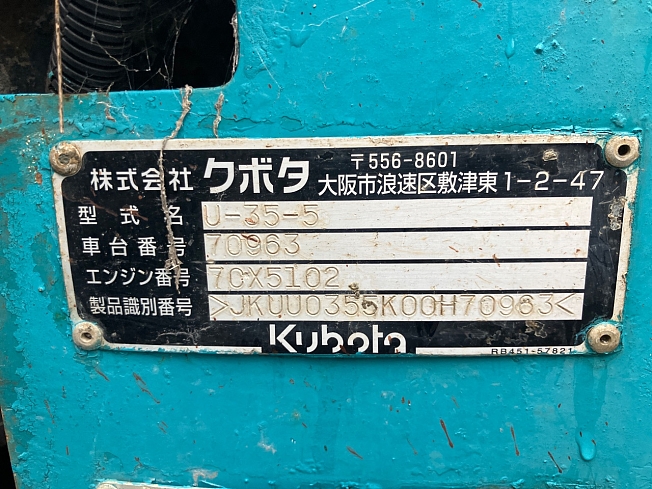 株式会社 クボタ 〒556-8601
大阪市浪速区敷津東1-2-47
型式名 U-35-5
車台番号 70963
エンジン番号 7CX5102
製品識別番号 >JKUU0355K00H70963<
Kubota
RB451-57821